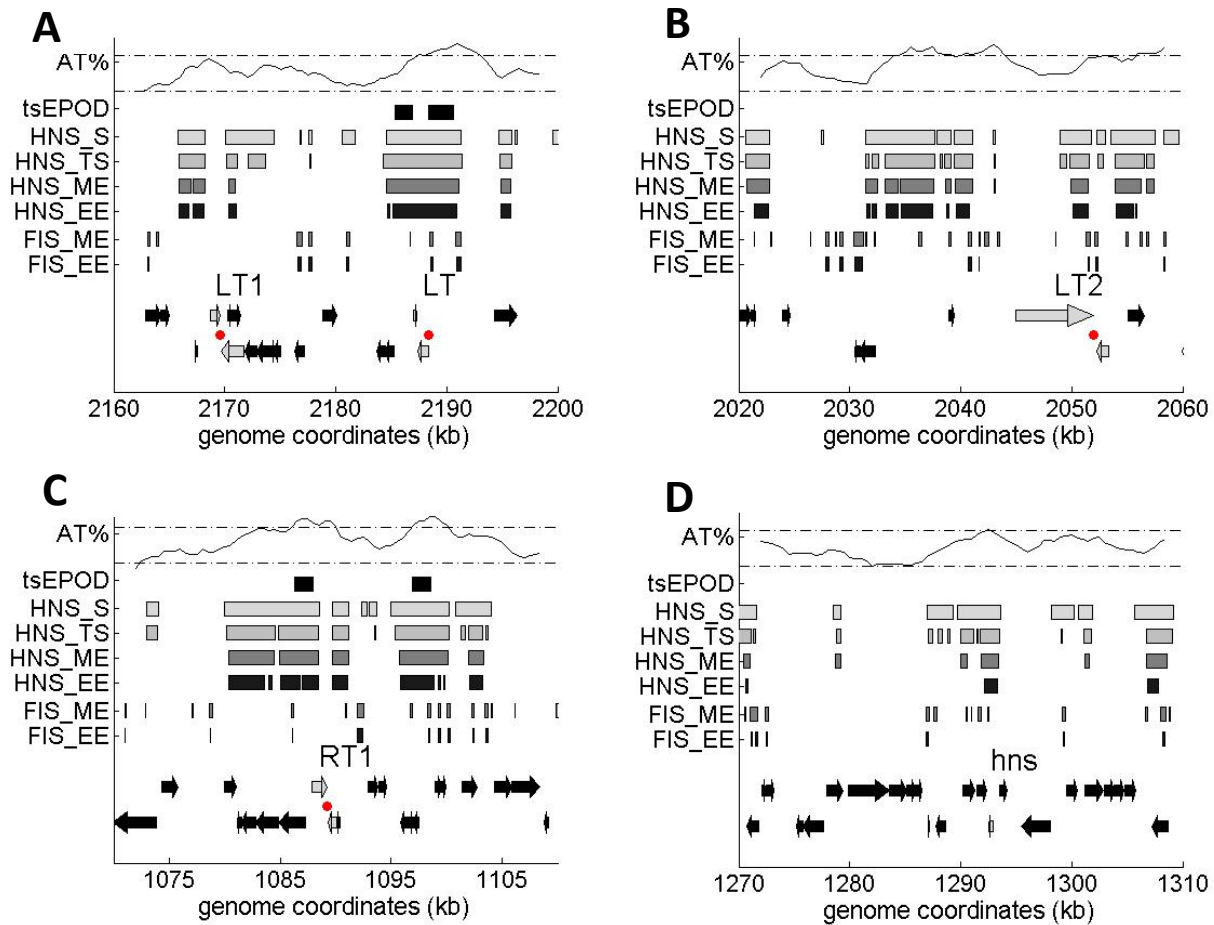 A
AT%
tsEPOD
HNS_S
HNS_TS
HNS_ME
HNS_EE
FIS_ME
FIS_EE
LT1 LT
2160 2170 2180 2190 2200
genome coordinates (kb)
B
AT%
tsEPOD
HNS_S
HNS_TS
HNS_ME
HNS_EE
FIS_ME
FIS_EE
LT2
2020 2030 2040 2050 2060
genome coordinates (kb)
C
AT%
tsEPOD
HNS_S
HNS_TS
HNS_ME
HNS_EE
FIS_ME
FIS_EE
RT1
1075 1085 1095 1105
genome coordinates (kb)
D
AT%
tsEPOD
HNS_S
HNS_TS
HNS_ME
HNS_EE
FIS_ME
FIS_EE
hns
1270 1280 1290 1300 1310
genome coordinates (kb)